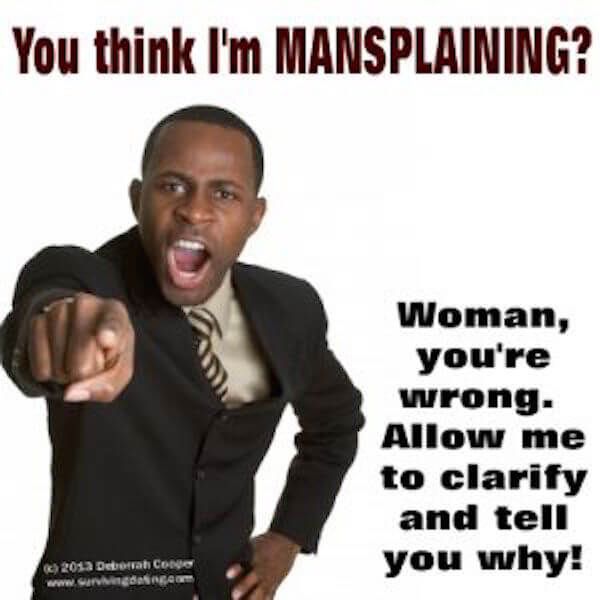 You think I'm MANSPLAINING?
Woman,
you're
wrong.
Allow me
to clarify
and tell
you why!
(c) 2013 Deborrah Cooper
www.survivingdating.com